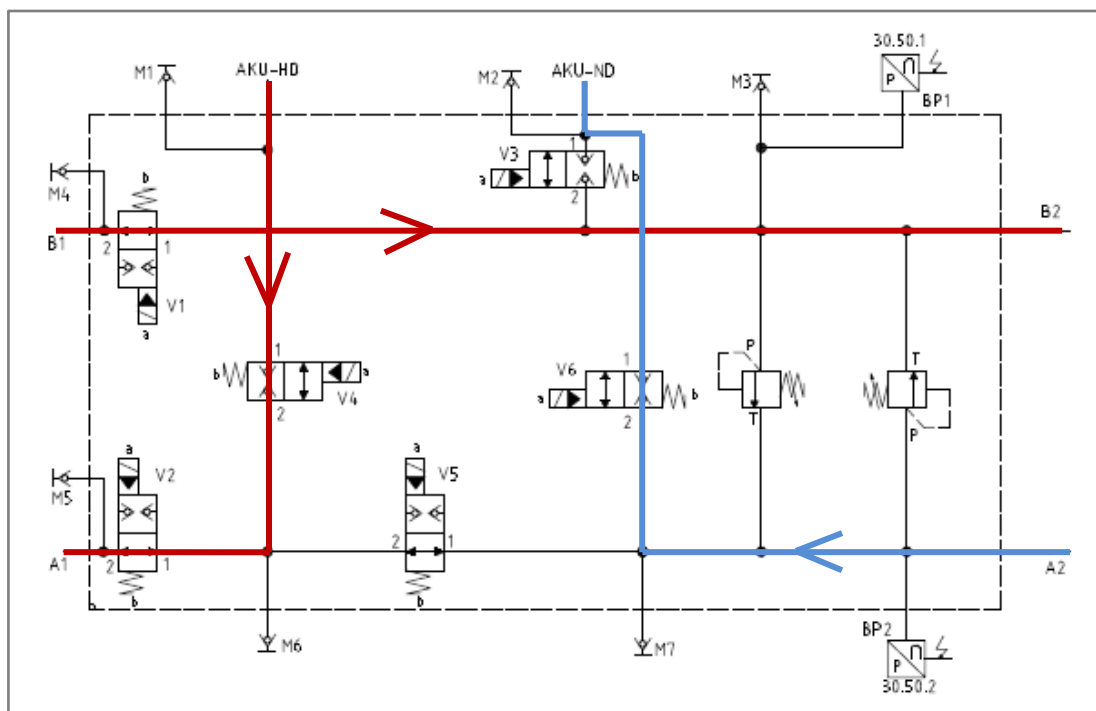 30.50.1
M1
AKU-HD
M2
AKU-ND
M3
P
BP1
1
V3
a
b
2
b
M4
B2
B1
2
1
V1
a
1
P
T
b
a
V6
1
V4
a
b
2
2
T
P
a
V2
a
V5
M5
2
1
2
1
A1
b
b
A2
BP2
M6
M7
P
30.50.2